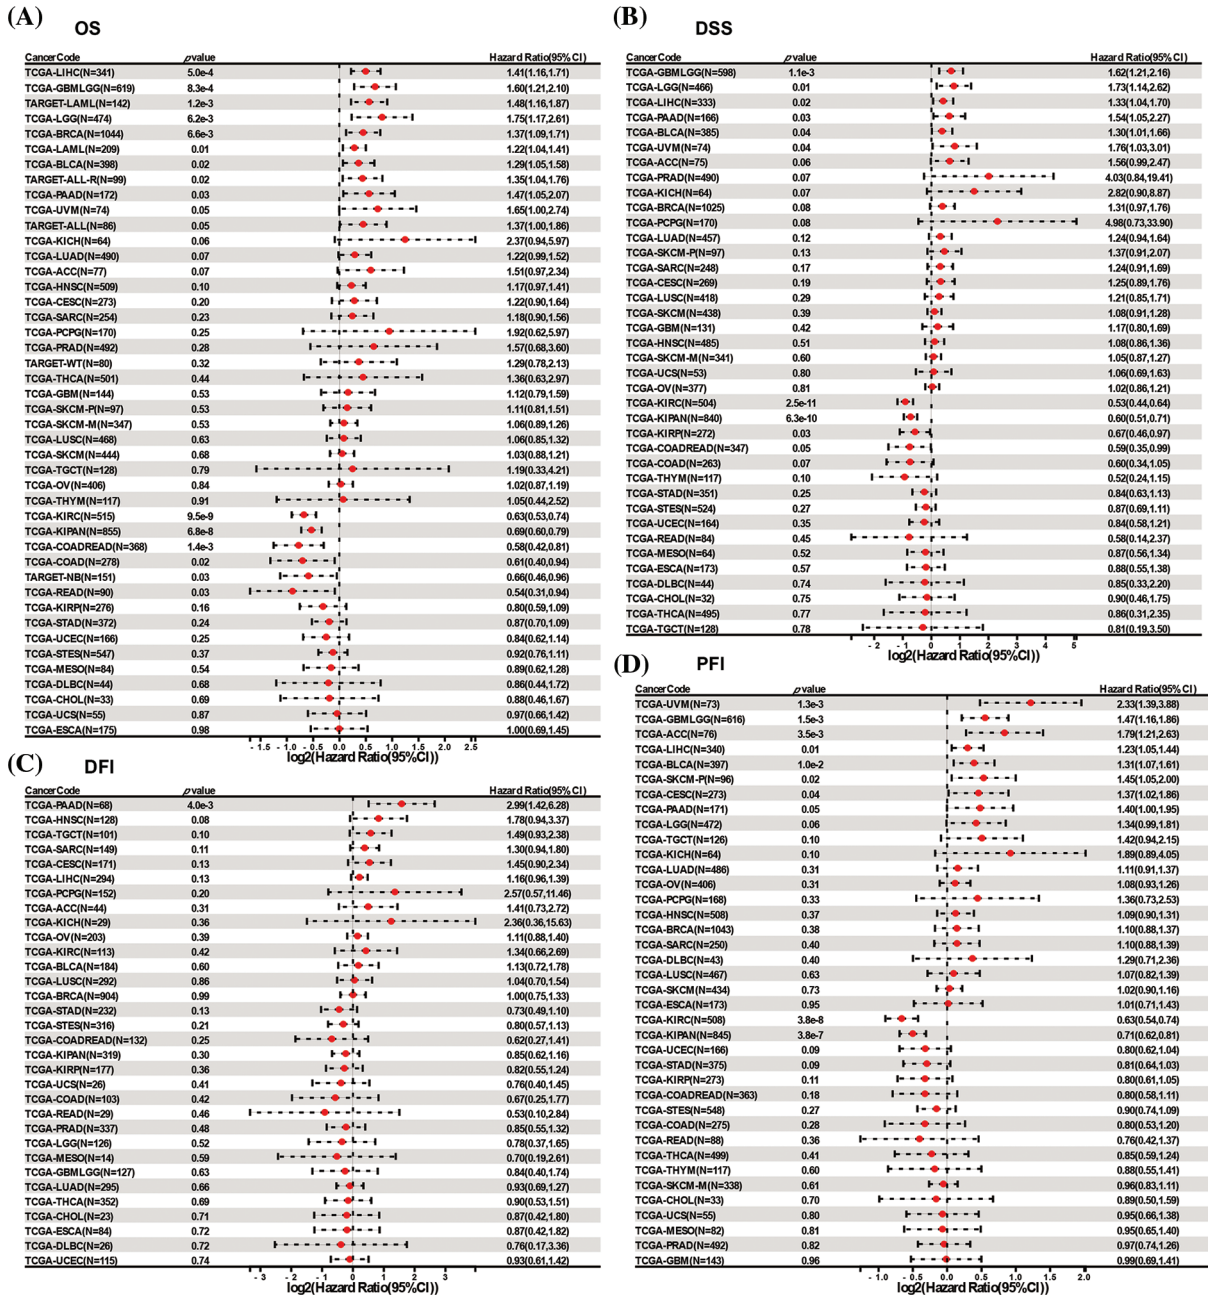 (A) OS
CancerCode pvalue Hazard Ratio(95%CI)
TCGA-LIHC(N=341) 5.0e-4 1.41(1.16,1.71)
TCGA-GBMLGG(N=619) 8.3e-4 1.60(1.21,2.10)
TARGET-LAML(N=142) 1.2e-3 1.48(1.16,1.87)
TCGA-LGG(N=474) 6.2e-3 1.75(1.17,2.61)
TCGA-BRCA(N=1044) 6.6e-3 1.37(1.09,1.71)
TCGA-LAML(N=209) 0.01 1.22(1.04,1.41)
TCGA-BLCA(N=398) 0.02 1.29(1.05,1.58)
TARGET-ALL-R(N=99) 0.02 1.35(1.04,1.76)
TCGA-PAAD(N=172) 0.03 1.47(1.05,2.07)
TCGA-UVM(N=74) 0.05 1.65(1.00,2.74)
TARGET-ALL(N=86) 0.05 1.37(1.00,1.86)
TCGA-KICH(N=64) 0.06 2.37(0.94,5.97)
TCGA-LUAD(N=490) 0.07 1.22(0.99,1.52)
TCGA-ACC(N=77) 0.07 1.51(0.97,2.34)
TCGA-HNSC(N=509) 0.10 1.17(0.97,1.41)
TCGA-CESC(N=273) 0.20 1.22(0.90,1.64)
TCGA-SARC(N=254) 0.23 1.18(0.90,1.56)
TCGA-PCPG(N=170) 0.25 1.92(0.62,5.97)
TCGA-PRAD(N=492) 0.28 1.57(0.68,3.60)
TARGET-WT(N=80) 0.32 1.29(0.78,2.13)
TCGA-THCA(N=501) 0.44 1.36(0.63,2.97)
TCGA-GBM(N=144) 0.53 1.12(0.79,1.59)
TCGA-SKCM-P(N=97) 0.53 1.11(0.81,1.51)
TCGA-SKCM-M(N=347) 0.53 1.06(0.89,1.26)
TCGA-LUSC(N=468) 0.63 1.06(0.85,1.32)
TCGA-SKCM(N=444) 0.68 1.03(0.88,1.21)
TCGA-TGCT(N=128) 0.79 1.19(0.33,4.21)
TCGA-OV(N=406) 0.84 1.02(0.87,1.19)
TCGA-THYM(N=117) 0.91 1.05(0.44,2.52)
TCGA-KIRC(N=515) 9.5e-9 0.63(0.53,0.74)
TCGA-KIPAN(N=855) 6.8e-8 0.69(0.60,0.79)
TCGA-COADREAD(N=368) 1.4e-3 0.58(0.42,0.81)
TCGA-COAD(N=278) 0.02 0.61(0.40,0.94)
TARGET-NB(N=151) 0.03 0.66(0.46,0.96)
TCGA-READ(N=90) 0.03 0.54(0.31,0.94)
TCGA-KIRP(N=276) 0.16 0.80(0.59,1.09)
TCGA-STAD(N=372) 0.24 0.87(0.70,1.09)
TCGA-UCEC(N=166) 0.25 0.84(0.62,1.14)
TCGA-STES(N=547) 0.37 0.92(0.76,1.11)
TCGA-MESO(N=84) 0.54 0.89(0.62,1.28)
TCGA-DLBC(N=44) 0.68 0.86(0.44,1.72)
TCGA-CHOL(N=33) 0.69 0.88(0.46,1.67)
TCGA-UCS(N=55) 0.87 0.97(0.66,1.42)
TCGA-ESCA(N=175) 0.98 1.00(0.69,1.45)
-1.5 -1.0 -0.5 0.0 0.5 1.0 1.5 2.0 2.5
log2(Hazard Ratio(95%CI))
(B) DSS
CancerCode pvalue Hazard Ratio(95%CI)
TCGA-GBMLGG(N=598) 1.1e-3 1.62(1.21,2.16)
TCGA-LGG(N=466) 0.01 1.73(1.14,2.62)
TCGA-LIHC(N=333) 0.02 1.33(1.04,1.70)
TCGA-PAAD(N=166) 0.03 1.54(1.05,2.27)
TCGA-BLCA(N=385) 0.04 1.30(1.01,1.66)
TCGA-UVM(N=74) 0.04 1.76(1.03,3.01)
TCGA-ACC(N=75) 0.06 1.56(0.99,2.47)
TCGA-PRAD(N=490) 0.07 4.03(0.84,19.41)
TCGA-KICH(N=64) 0.07 2.82(0.90,8.87)
TCGA-BRCA(N=1025) 0.08 1.31(0.97,1.76)
TCGA-PCPG(N=170) 0.08 4.98(0.73,33.90)
TCGA-LUAD(N=457) 0.12 1.24(0.94,1.64)
TCGA-SKCM-P(N=97) 0.13 1.37(0.91,2.07)
TCGA-SARC(N=248) 0.17 1.24(0.91,1.69)
TCGA-CESC(N=269) 0.19 1.25(0.89,1.76)
TCGA-LUSC(N=418) 0.29 1.21(0.85,1.71)
TCGA-SKCM(N=438) 0.39 1.08(0.91,1.28)
TCGA-GBM(N=131) 0.42 1.17(0.80,1.69)
TCGA-HNSC(N=485) 0.51 1.08(0.86,1.36)
TCGA-SKCM-M(N=341) 0.60 1.05(0.87,1.27)
TCGA-UCS(N=53) 0.80 1.06(0.69,1.63)
TCGA-OV(N=377) 0.81 1.02(0.86,1.21)
TCGA-KIRC(N=504) 2.5e-11 0.53(0.44,0.64)
TCGA-KIPAN(N=840) 6.3e-10 0.60(0.51,0.71)
TCGA-KIRP(N=272) 0.03 0.67(0.46,0.97)
TCGA-COADREAD(N=347) 0.05 0.59(0.35,0.99)
TCGA-COAD(N=263) 0.07 0.60(0.34,1.05)
TCGA-THYM(N=117) 0.10 0.52(0.24,1.15)
TCGA-STAD(N=351) 0.25 0.84(0.63,1.13)
TCGA-STES(N=524) 0.27 0.87(0.69,1.11)
TCGA-UCEC(N=164) 0.35 0.84(0.58,1.21)
TCGA-READ(N=84) 0.45 0.58(0.14,2.37)
TCGA-MESO(N=64) 0.52 0.87(0.56,1.34)
TCGA-ESCA(N=173) 0.57 0.88(0.55,1.38)
TCGA-DLBC(N=44) 0.74 0.85(0.33,2.20)
TCGA-CHOL(N=32) 0.75 0.90(0.46,1.75)
TCGA-THCA(N=495) 0.77 0.86(0.31,2.35)
TCGA-TGCT(N=128) 0.78 0.81(0.19,3.50)
-2 -1 0 1 2 3 4 5
log2(Hazard Ratio(95%CI))
(C) DFI
CancerCode pvalue Hazard Ratio(95%CI)
TCGA-PAAD(N=68) 4.0e-3 2.99(1.42,6.28)
TCGA-HNSC(N=128) 0.08 1.78(0.94,3.37)
TCGA-TGCT(N=101) 0.10 1.49(0.93,2.38)
TCGA-SARC(N=149) 0.11 1.30(0.94,1.80)
TCGA-CESC(N=171) 0.13 1.45(0.90,2.34)
TCGA-LIHC(N=294) 0.13 1.16(0.96,1.39)
TCGA-PCPG(N=152) 0.20 2.57(0.57,11.46)
TCGA-ACC(N=44) 0.31 1.41(0.73,2.72)
TCGA-KICH(N=29) 0.36 2.36(0.36,15.63)
TCGA-OV(N=203) 0.39 1.11(0.88,1.40)
TCGA-KIRC(N=113) 0.42 1.34(0.66,2.69)
TCGA-BLCA(N=184) 0.60 1.13(0.72,1.78)
TCGA-LUSC(N=292) 0.86 1.04(0.70,1.54)
TCGA-BRCA(N=904) 0.99 1.00(0.75,1.33)
TCGA-STAD(N=232) 0.13 0.73(0.49,1.10)
TCGA-STES(N=316) 0.21 0.80(0.57,1.13)
TCGA-COADREAD(N=132) 0.25 0.62(0.27,1.41)
TCGA-KIPAN(N=319) 0.30 0.85(0.62,1.16)
TCGA-KIRP(N=177) 0.36 0.82(0.55,1.24)
TCGA-UCS(N=26) 0.41 0.76(0.40,1.45)
TCGA-COAD(N=103) 0.42 0.67(0.25,1.77)
TCGA-READ(N=29) 0.46 0.53(0.10,2.84)
TCGA-PRAD(N=337) 0.48 0.85(0.55,1.32)
TCGA-LGG(N=126) 0.52 0.78(0.37,1.65)
TCGA-MESO(N=14) 0.59 0.70(0.19,2.61)
TCGA-GBMLGG(N=127) 0.63 0.84(0.40,1.74)
TCGA-LUAD(N=295) 0.66 0.93(0.69,1.27)
TCGA-THCA(N=352) 0.69 0.90(0.53,1.51)
TCGA-CHOL(N=23) 0.71 0.87(0.42,1.80)
TCGA-ESCA(N=84) 0.72 0.87(0.42,1.82)
TCGA-DLBC(N=26) 0.72 0.76(0.17,3.36)
TCGA-UCEC(N=115) 0.74 0.93(0.61,1.42)
-3 -2 -1 0 1 2 3 4
log2(Hazard Ratio(95%CI))
(D) PFI
CancerCode pvalue Hazard Ratio(95%CI)
TCGA-UVM(N=73) 1.3e-3 2.33(1.39,3.88)
TCGA-GBMLGG(N=616) 1.5e-3 1.47(1.16,1.86)
TCGA-ACC(N=76) 3.5e-3 1.79(1.21,2.63)
TCGA-LIHC(N=340) 0.01 1.23(1.05,1.44)
TCGA-BLCA(N=397) 1.0e-2 1.31(1.07,1.61)
TCGA-SKCM-P(N=96) 0.02 1.45(1.05,2.00)
TCGA-CESC(N=273) 0.04 1.37(1.02,1.86)
TCGA-PAAD(N=171) 0.05 1.40(1.00,1.95)
TCGA-LGG(N=472) 0.06 1.34(0.99,1.81)
TCGA-TGCT(N=126) 0.10 1.42(0.94,2.15)
TCGA-KICH(N=64) 0.10 1.89(0.89,4.05)
TCGA-LUAD(N=486) 0.31 1.11(0.91,1.37)
TCGA-OV(N=406) 0.31 1.08(0.93,1.26)
TCGA-PCPG(N=168) 0.33 1.36(0.73,2.53)
TCGA-HNSC(N=508) 0.37 1.09(0.90,1.31)
TCGA-BRCA(N=1043) 0.38 1.10(0.88,1.37)
TCGA-SARC(N=250) 0.40 1.10(0.88,1.39)
TCGA-DLBC(N=43) 0.40 1.29(0.71,2.36)
TCGA-LUSC(N=467) 0.63 1.07(0.82,1.39)
TCGA-SKCM(N=434) 0.73 1.02(0.90,1.16)
TCGA-ESCA(N=173) 0.95 1.01(0.71,1.43)
TCGA-KIRC(N=508) 3.8e-8 0.63(0.54,0.74)
TCGA-KIPAN(N=845) 3.8e-7 0.71(0.62,0.81)
TCGA-UCEC(N=166) 0.09 0.80(0.62,1.04)
TCGA-STAD(N=375) 0.09 0.81(0.64,1.03)
TCGA-KIRP(N=273) 0.11 0.80(0.61,1.05)
TCGA-COADREAD(N=363) 0.18 0.80(0.58,1.11)
TCGA-STES(N=548) 0.27 0.90(0.74,1.09)
TCGA-COAD(N=275) 0.28 0.80(0.53,1.20)
TCGA-READ(N=88) 0.36 0.76(0.42,1.37)
TCGA-THCA(N=499) 0.41 0.85(0.59,1.24)
TCGA-THYM(N=117) 0.60 0.88(0.55,1.41)
TCGA-SKCM-M(N=338) 0.61 0.96(0.83,1.11)
TCGA-CHOL(N=33) 0.70 0.89(0.50,1.59)
TCGA-UCS(N=55) 0.80 0.95(0.66,1.38)
TCGA-MESO(N=82) 0.81 0.95(0.65,1.40)
TCGA-PRAD(N=492) 0.82 0.97(0.74,1.26)
TCGA-GBM(N=143) 0.96 0.99(0.69,1.41)
-1.0 -0.5 0.0 0.5 1.0 1.5 2.0
log2(Hazard Ratio(95%CI))